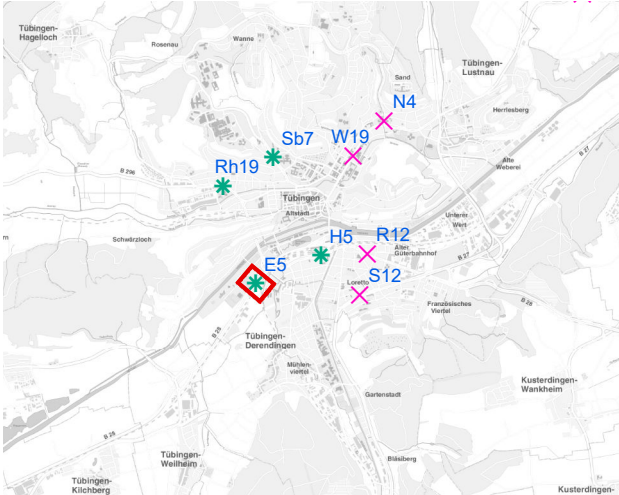 Tübingen-
Hagelloch
Rosenau
Wanne
Sand
Tübingen-
Lustnau
N4
Herrlesberg
W19
Sb7
B 27
Rh19
B 296
Alte
Weberei
Tübingen
Altstadt
Unterm
Wert
Schwärzloch
H5
R12
Alter
Güterbahnhof
B 27
E5
S12
Loretto
Französisches
Viertel
B 28
B 28
Tübingen-
Derendingen
Mühlen-
viertel
Gartenstadt
Kusterdingen-
Wankheim
B 28
Tübingen-
Weilheim
Bläsiberg
Tübingen-
Kilchberg
Kusterdingen-